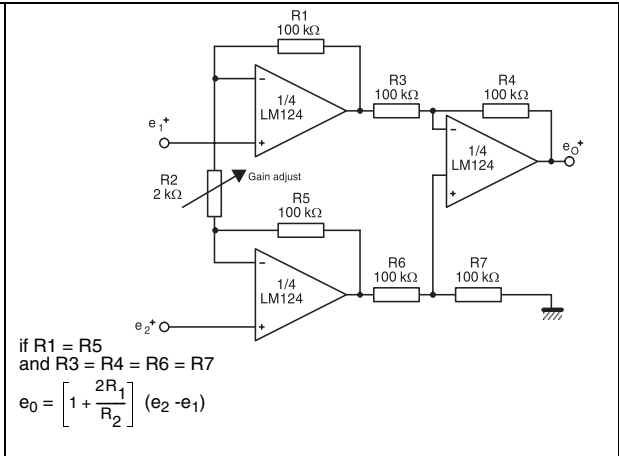 R1
100 kΩ
R3
100 kΩ
R4
100 kΩ
1/4
LM124
e1+
1/4
LM124
eO+
R2
2 kΩ
Gain adjust
R5
100 kΩ
1/4
LM124
R6
100 kΩ
R7
100 kΩ
e2+
if R1 = R5
and R3 = R4 = R6 = R7
e0 = [1 + 2R1/R2] (e2 -e1)